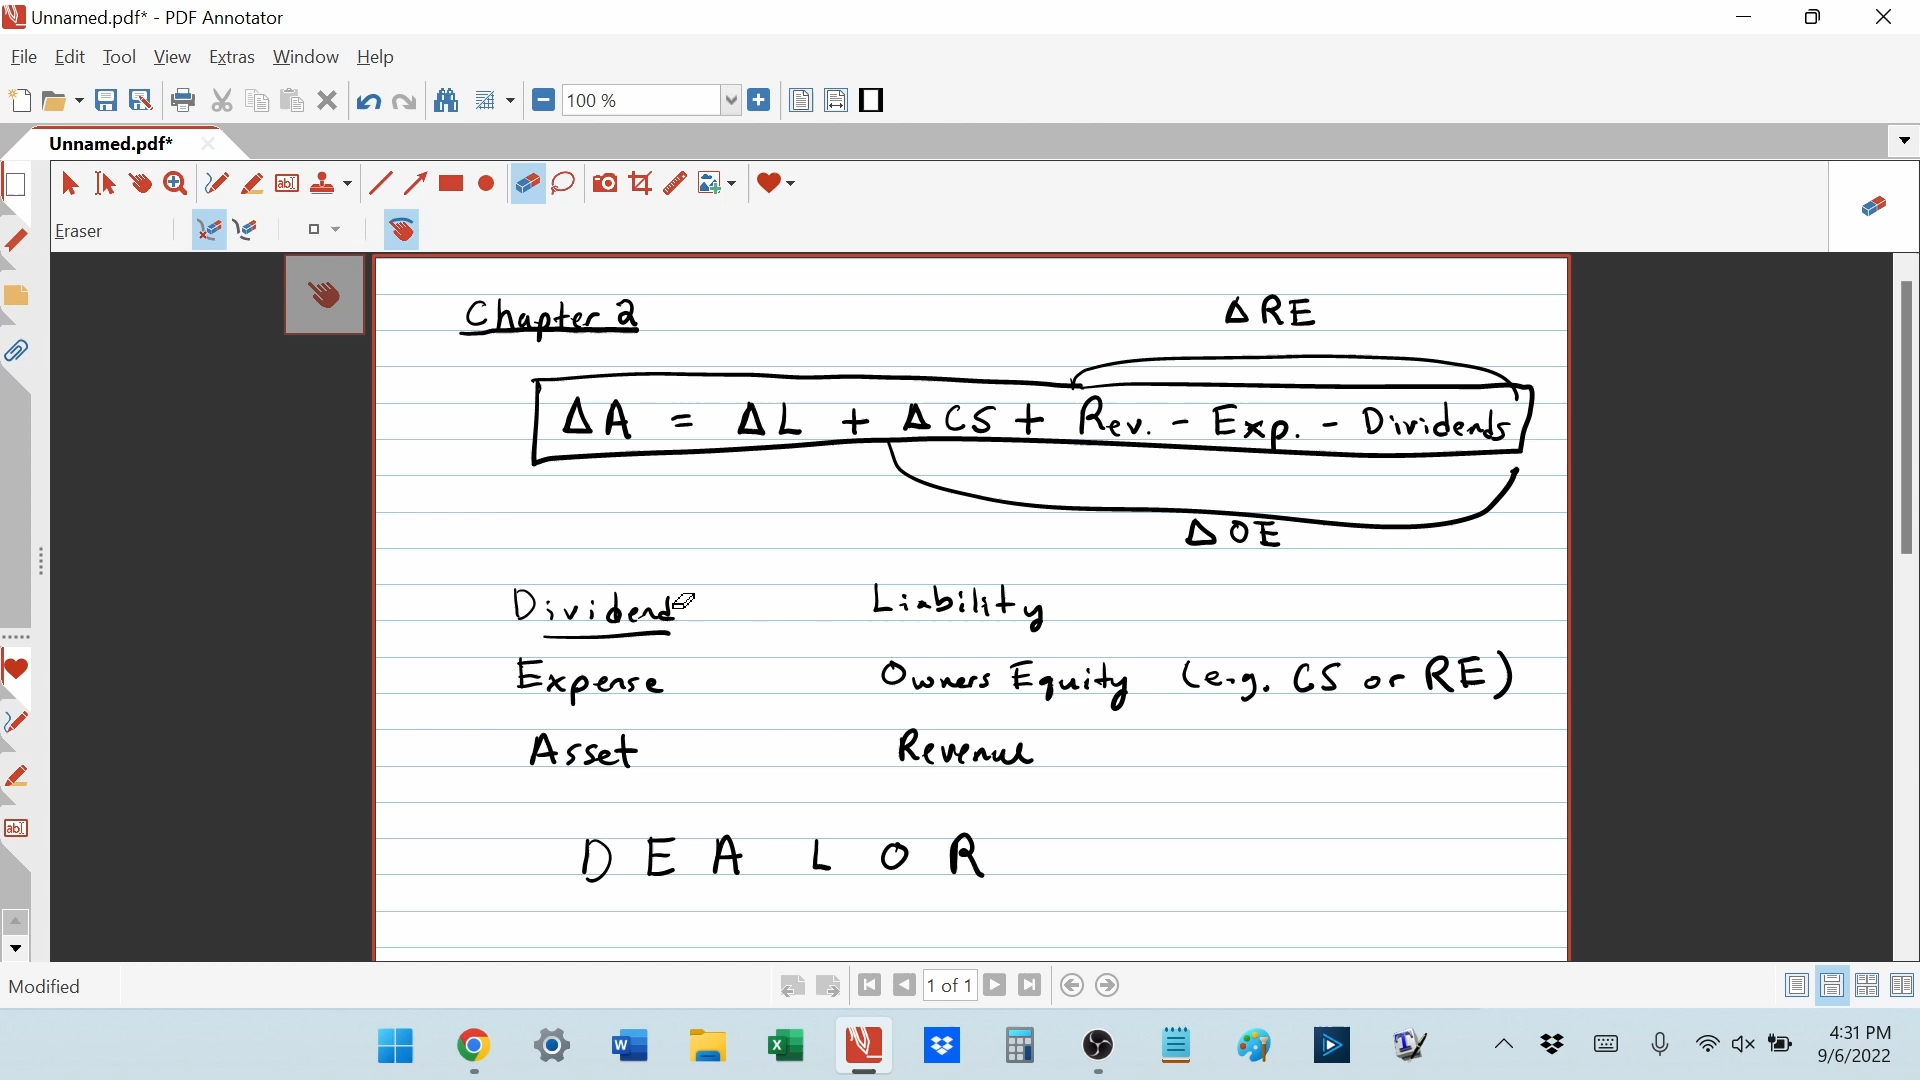 Unnamed.pdf* - PDF Annotator
File Edit Tool View Extras Window Help
100 %
Unnamed.pdf*
Eraser
Chapter 2
Δ RE
ΔA = ΔL + ΔCS + Rev. - Exp. - Dividends
Δ OE
Dividend Liability
Expense Owners Equity (e.g. CS or RE)
Asset Revenue
D E A L O R
Modified
1 of 1
4:31 PM
9/6/2022